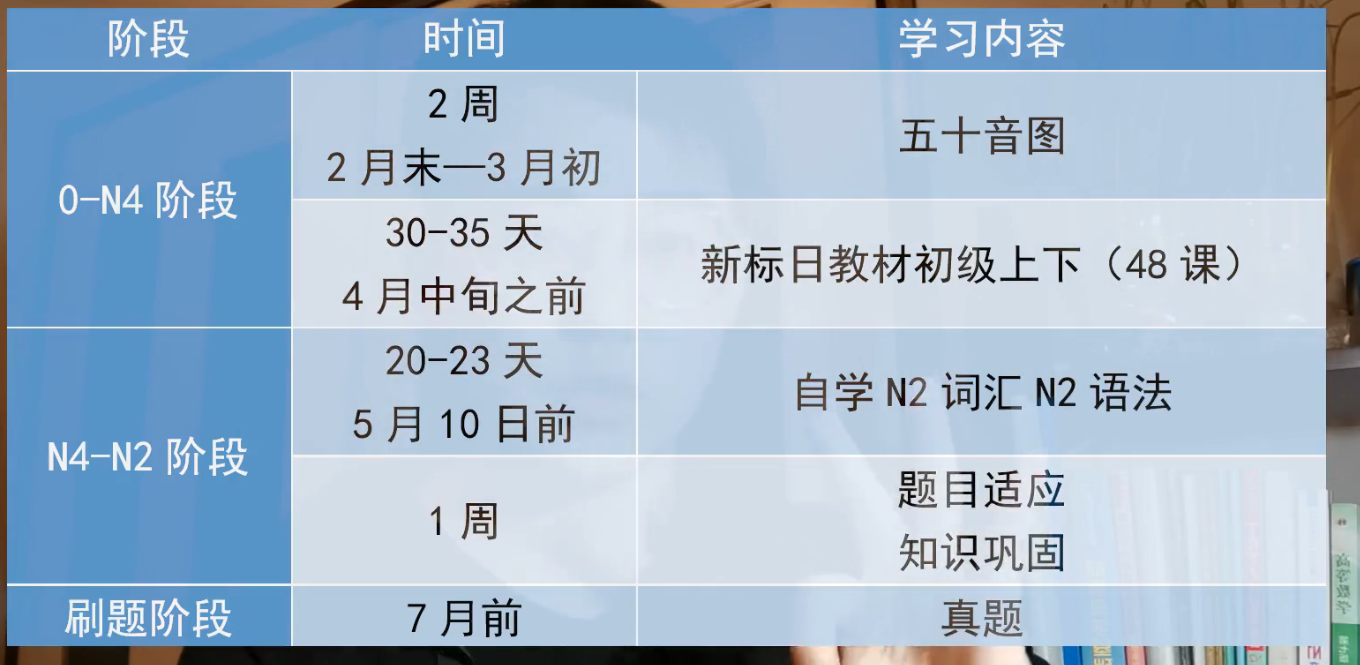 阶段 时间 学习内容
0-N4 阶段
2 周
2 月末—3 月初
五十音图
30-35 天
4 月中旬之前
新标日教材初级上下（48 课）
N4-N2 阶段
20-23 天
5 月 10 日前
自学 N2 词汇 N2 语法
1 周
题目适应
知识巩固
刷题阶段 7 月前 真题